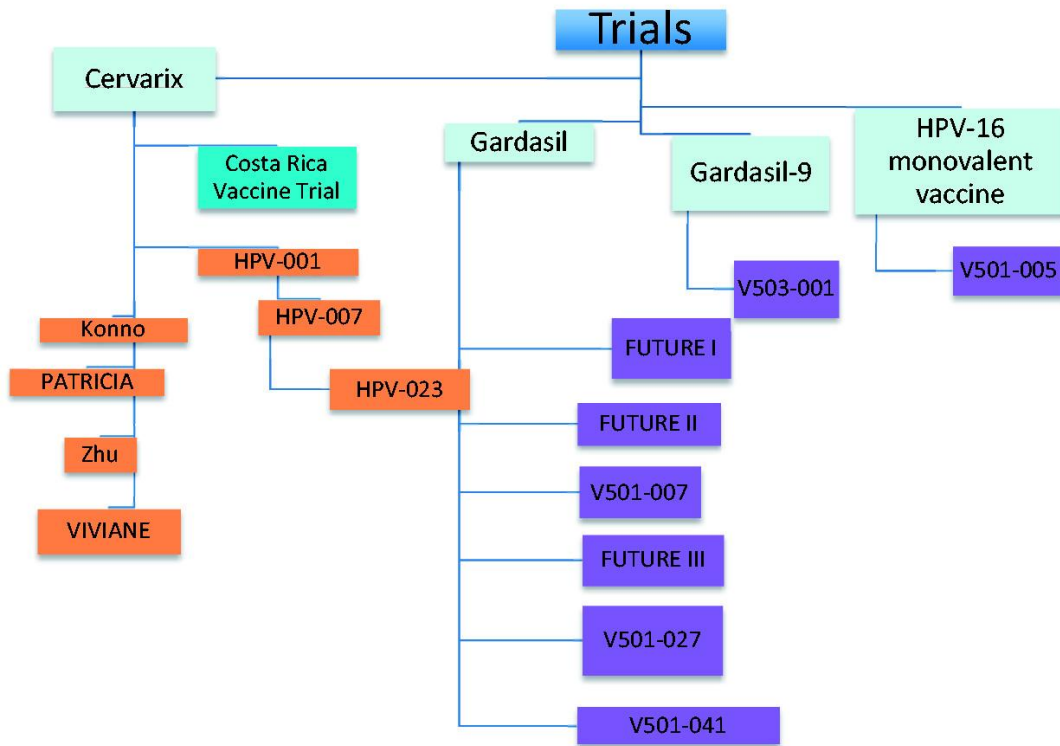 Trials
Cervarix
Costa Rica
Vaccine Trial
HPV-001
HPV-007
HPV-023
Konno
PATRICIA
Zhu
VIVIANE
Gardasil
FUTURE I
FUTURE II
V501-007
FUTURE III
V501-027
V501-041
Gardasil-9
V503-001
HPV-16
monovalent
vaccine
V501-005